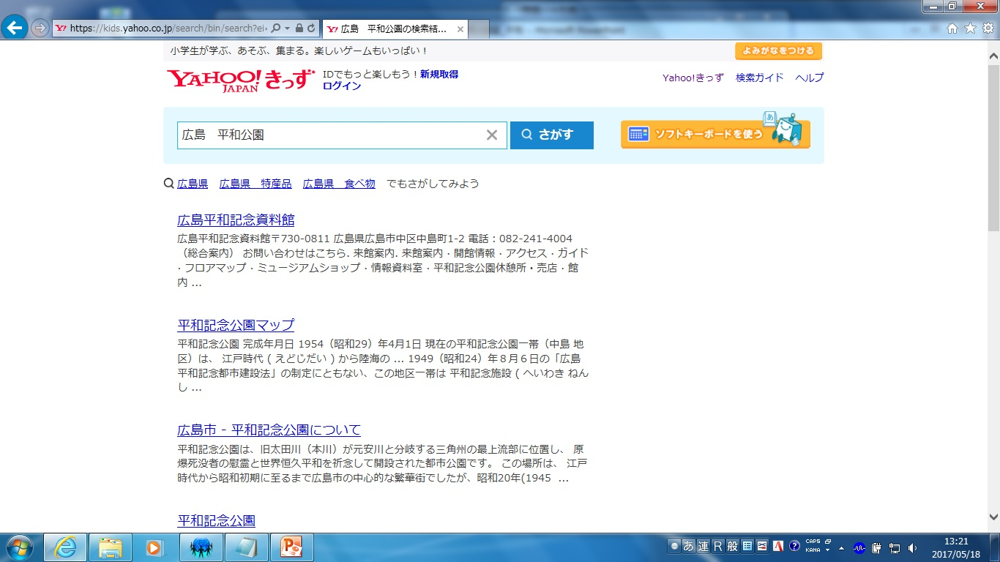 https://kids.yahoo.co.jp/search/bin/search?ei=
広島　平和公園の検索結...
小学生が学ぶ、あそぶ、集まる。楽しいゲームもいっぱい！
よみがなをつける
YAHOO!きっず
JAPAN
IDでもっと楽しもう！新規取得
ログイン
Yahoo!きっず　検索ガイド　ヘルプ
広島　平和公園
さがす
あ
ソフトキーボードを使う
広島県　広島県　特産品　広島県　食べ物　でもさがしてみよう
広島平和記念資料館
広島平和記念資料館〒730-0811 広島県広島市中区中島町1-2 電話：082-241-4004
（総合案内） お問い合わせはこちら. 来館案内. 来館案内・開館情報・アクセス・ガイド
・フロアマップ・ミュージアムショップ・情報資料室・平和記念公園休憩所・売店・館
内 ...
平和記念公園マップ
平和記念公園 完成年月日 1954（昭和29）年4月1日 現在の平和記念公園一帯（中島 地
区）は、 江戸時代 ( えどじだい ) から陸海の ... 1949（昭和24）年８月６日の「広島
平和記念都市建設法」の制定にともない、この地区一帯は 平和記念施設 ( へいわき ねん
し ...
広島市 - 平和記念公園について
平和記念公園は、旧太田川（本川）が元安川と分岐する三角州の最上流部に位置し、 原
爆死没者の慰霊と世界恒久平和を祈念して開設された都市公園です。 この場所は、 江戸
時代から昭和初期に至るまで広島市の中心的な繁華街でしたが、昭和20年(1945 ...
平和記念公園
あ 連 R 般
CAPS
KANA
13:21
2017/05/18